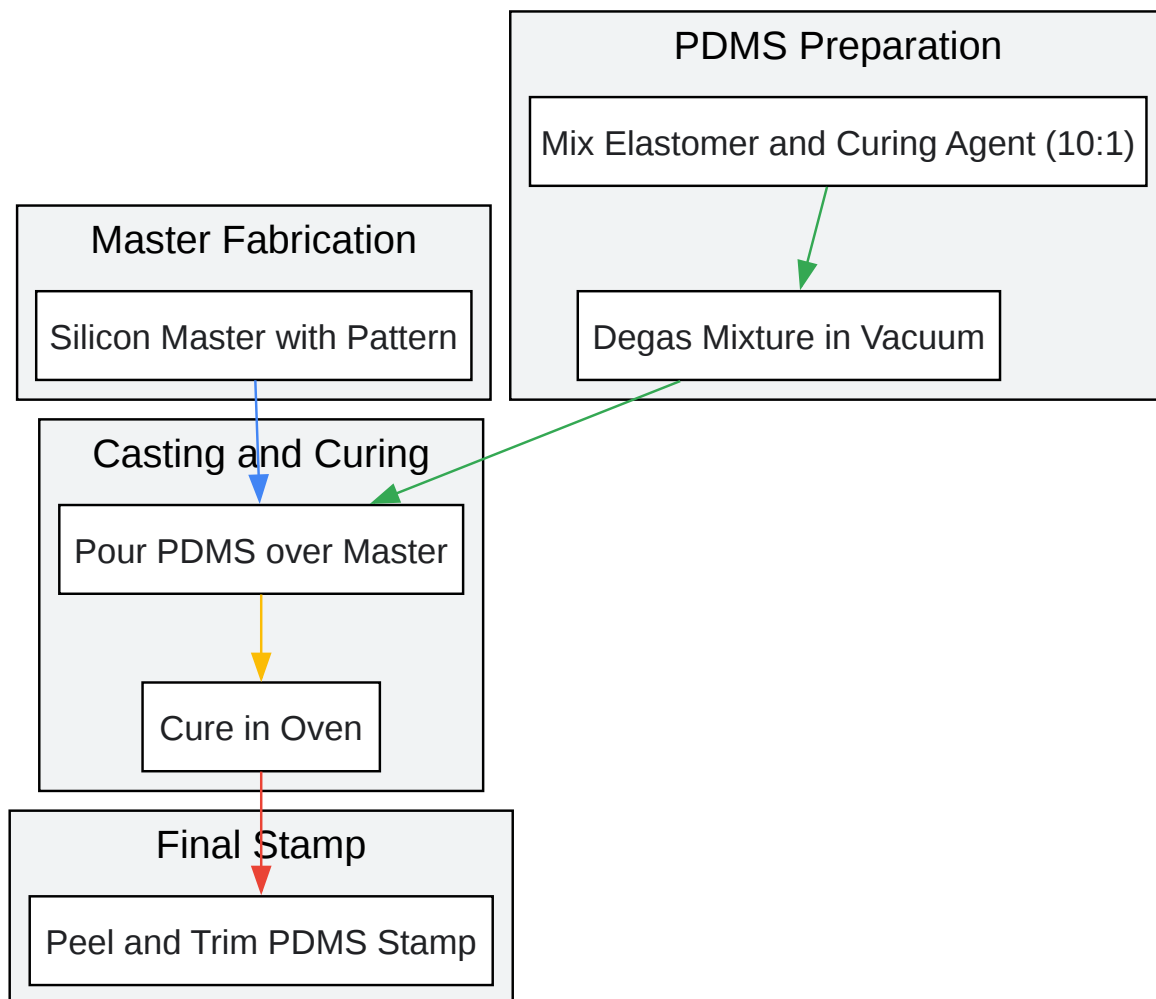 PDMS Preparation
Mix Elastomer and Curing Agent (10:1)
Master Fabrication
Silicon Master with Pattern
Degas Mixture in Vacuum
Casting and Curing
Pour PDMS over Master
Cure in Oven
Final Stamp
Peel and Trim PDMS Stamp